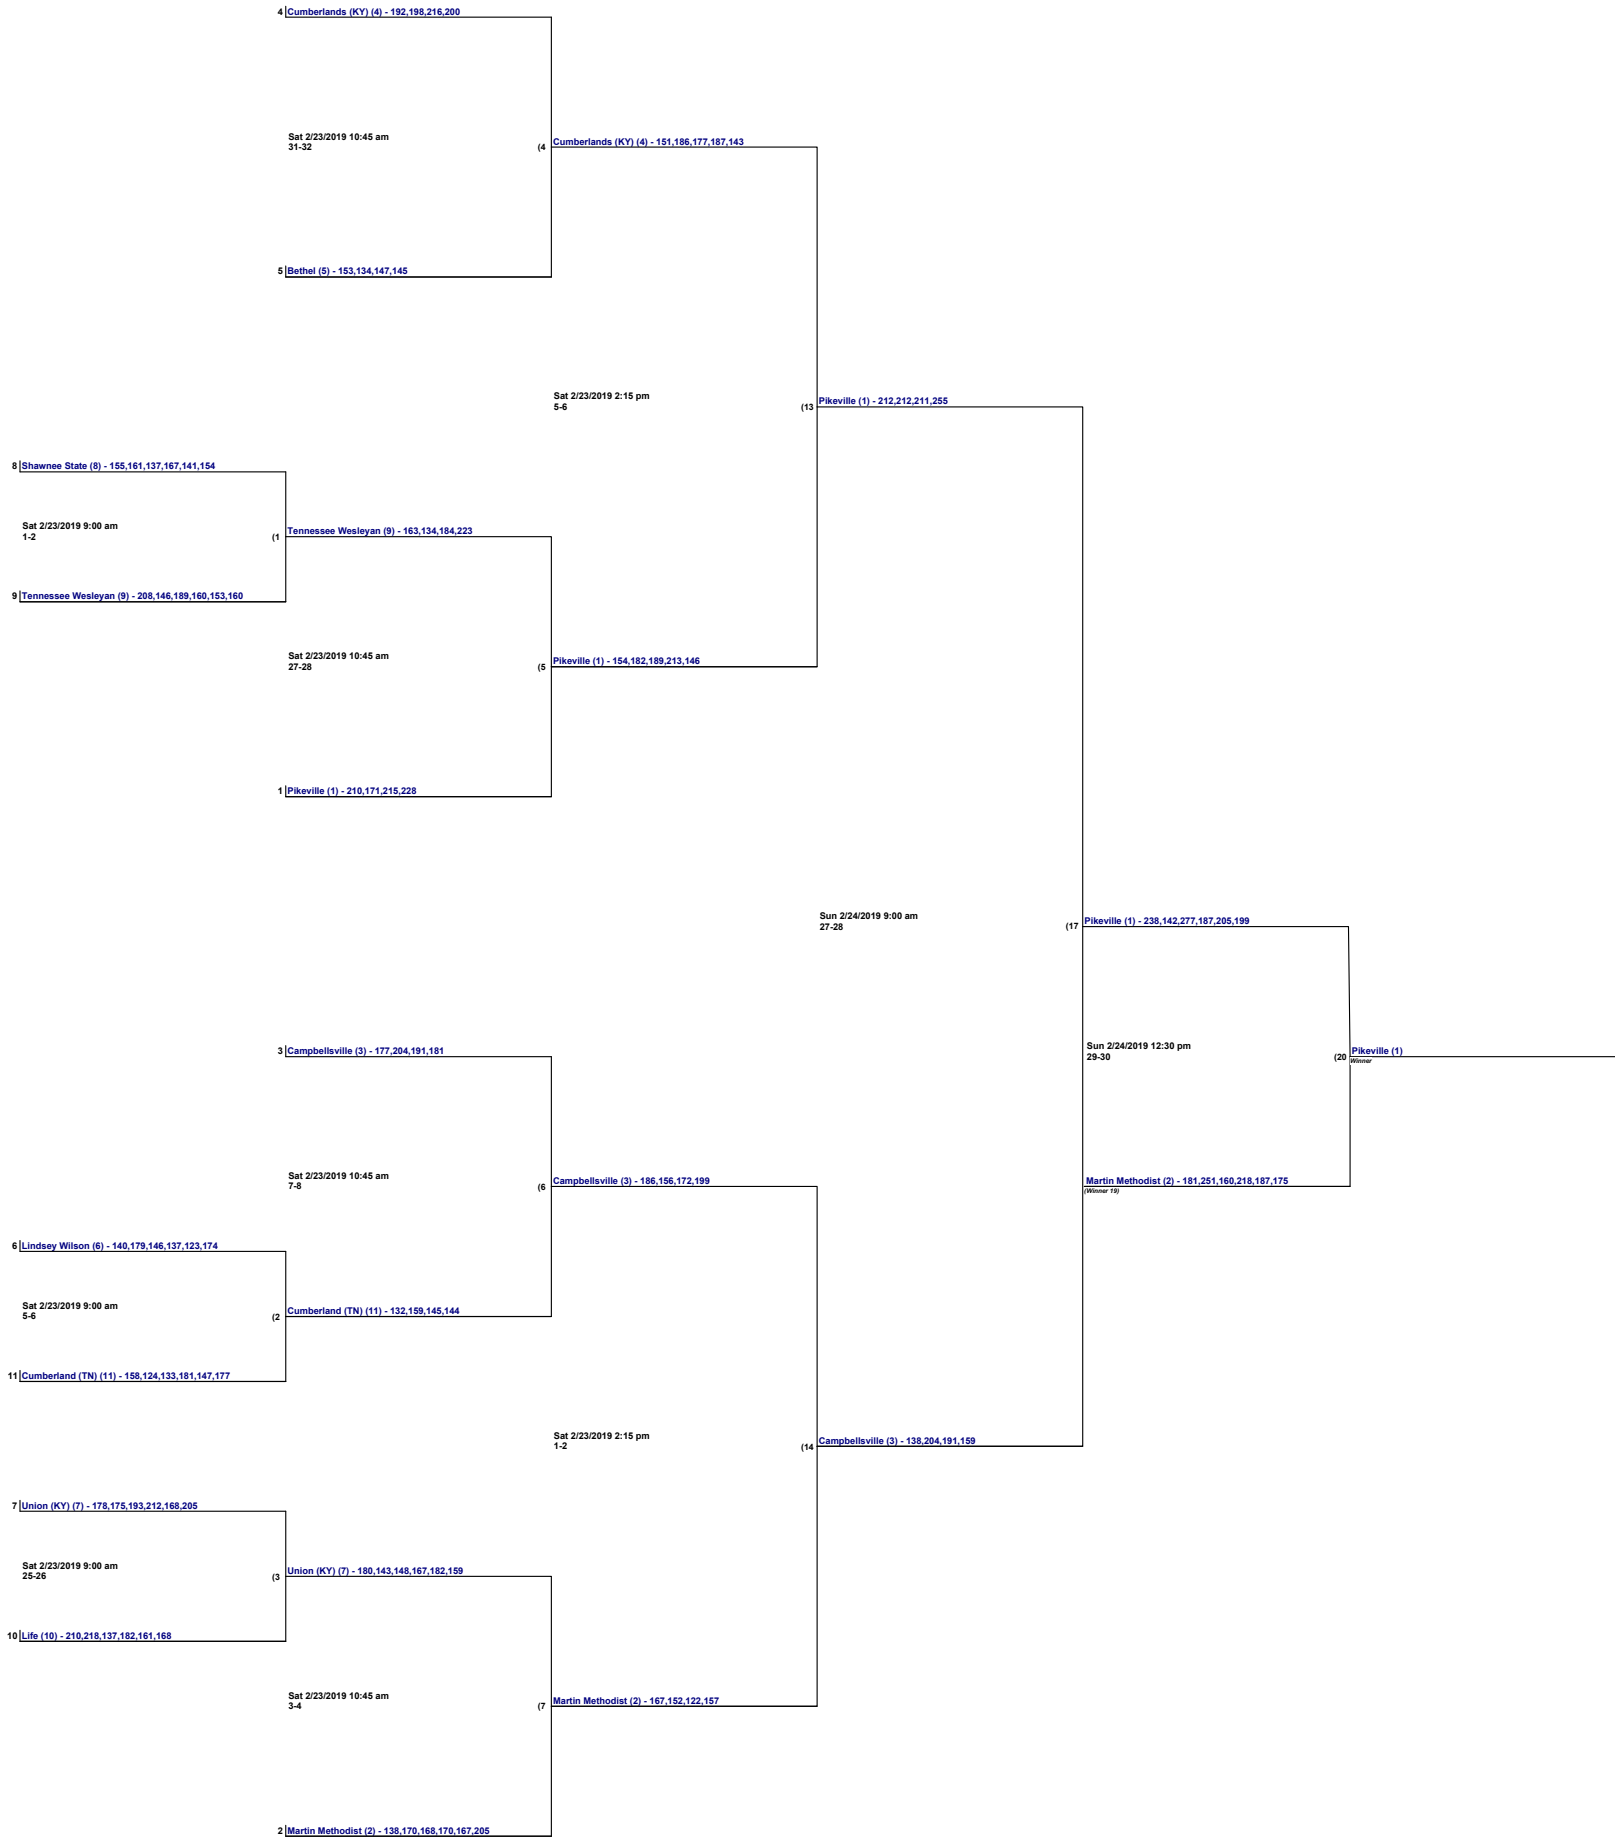 4 Cumberlands (KY) (4) - 192,198,216,200
Sat 2/23/2019 10:45 am
31-32
(4
Cumberlands (KY) (4) - 151,186,177,187,143
5 Bethel (5) - 153,134,147,145
Sat 2/23/2019 2:15 pm
5-6
(13
Pikeville (1) - 212,212,211,255
8 Shawnee State (8) - 155,161,137,167,141,154
Sat 2/23/2019 9:00 am
1-2
(1
Tennessee Wesleyan (9) - 163,134,184,223
9 Tennessee Wesleyan (9) - 208,146,189,160,153,160
Sat 2/23/2019 10:45 am
27-28
(5
Pikeville (1) - 154,182,189,213,146
1 Pikeville (1) - 210,171,215,228
Sun 2/24/2019 9:00 am
27-28
(17
Pikeville (1) - 238,142,277,187,205,199
3 Campbellsville (3) - 177,204,191,181
Sun 2/24/2019 12:30 pm
29-30
(20
Pikeville (1)
Winner
Sat 2/23/2019 10:45 am
7-8
(6
Campbellsville (3) - 186,156,172,199
Martin Methodist (2) - 181,251,160,218,187,175
(Winner 19)
6 Lindsey Wilson (6) - 140,179,146,137,123,174
Sat 2/23/2019 9:00 am
5-6
(2
Cumberland (TN) (11) - 132,159,145,144
11 Cumberland (TN) (11) - 158,124,133,181,147,177
Sat 2/23/2019 2:15 pm
1-2
(14
Campbellsville (3) - 138,204,191,159
7 Union (KY) (7) - 178,175,193,212,168,205
Sat 2/23/2019 9:00 am
25-26
(3
Union (KY) (7) - 180,143,148,167,182,159
10 Life (10) - 210,218,137,182,161,168
Sat 2/23/2019 10:45 am
3-4
(7
Martin Methodist (2) - 167,152,122,157
2 Martin Methodist (2) - 138,170,168,170,167,205